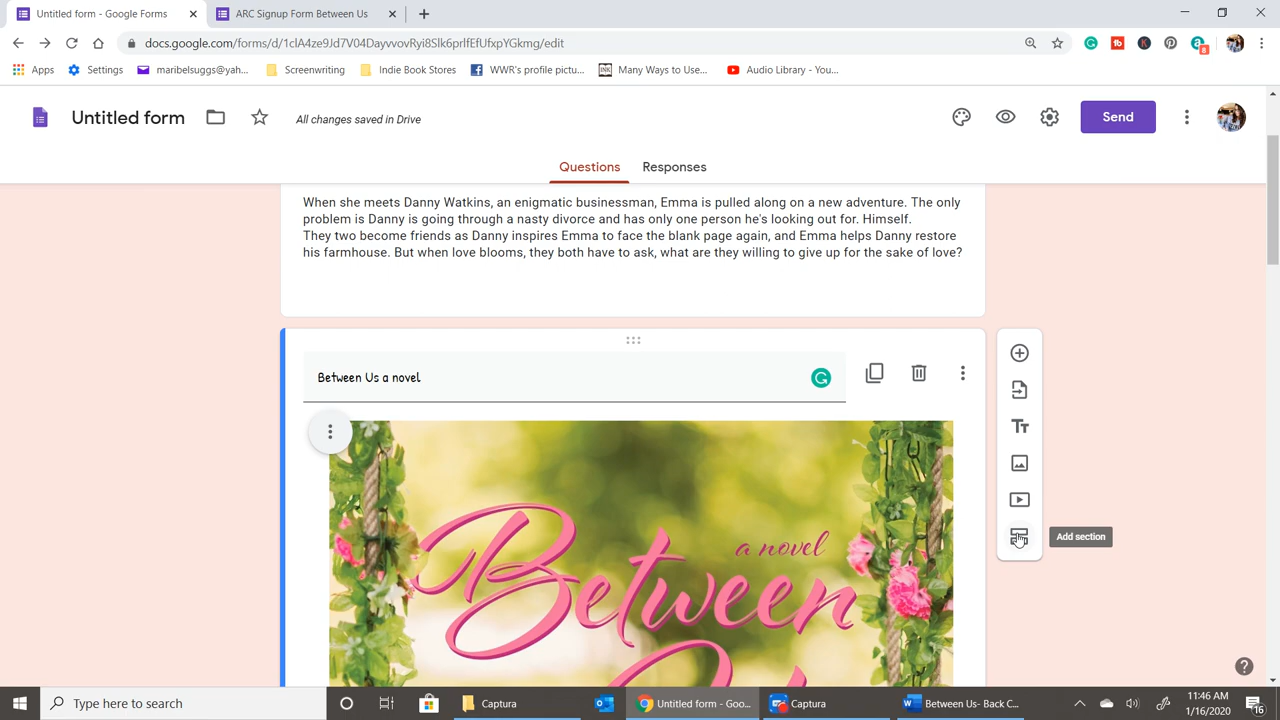 Untitled form - Google Forms
ARC Signup Form Between Us
docs.google.com/forms/d/1clA4ze9Jd7V04DayvvovRyi8Slk6prlfEfUfxpYGkmg/edit
Apps
Settings
maribelsuggs@yah...
Screenwriting
Indie Book Stores
WWR's profile pictu...
Many Ways to Use...
Audio Library - You...
Untitled form
All changes saved in Drive
Send
Questions
Responses
When she meets Danny Watkins, an enigmatic businessman, Emma is pulled along on a new adventure. The only
problem is Danny is going through a nasty divorce and has only one person he's looking out for. Himself.
They two become friends as Danny inspires Emma to face the blank page again, and Emma helps Danny restore
his farmhouse. But when love blooms, they both have to ask, what are they willing to give up for the sake of love?
Between Us a novel
a novel
Between
Add section
Type here to search
Captura
Untitled form - Goo...
Captura
Between Us- Back C...
11:46 AM
1/16/2020
16